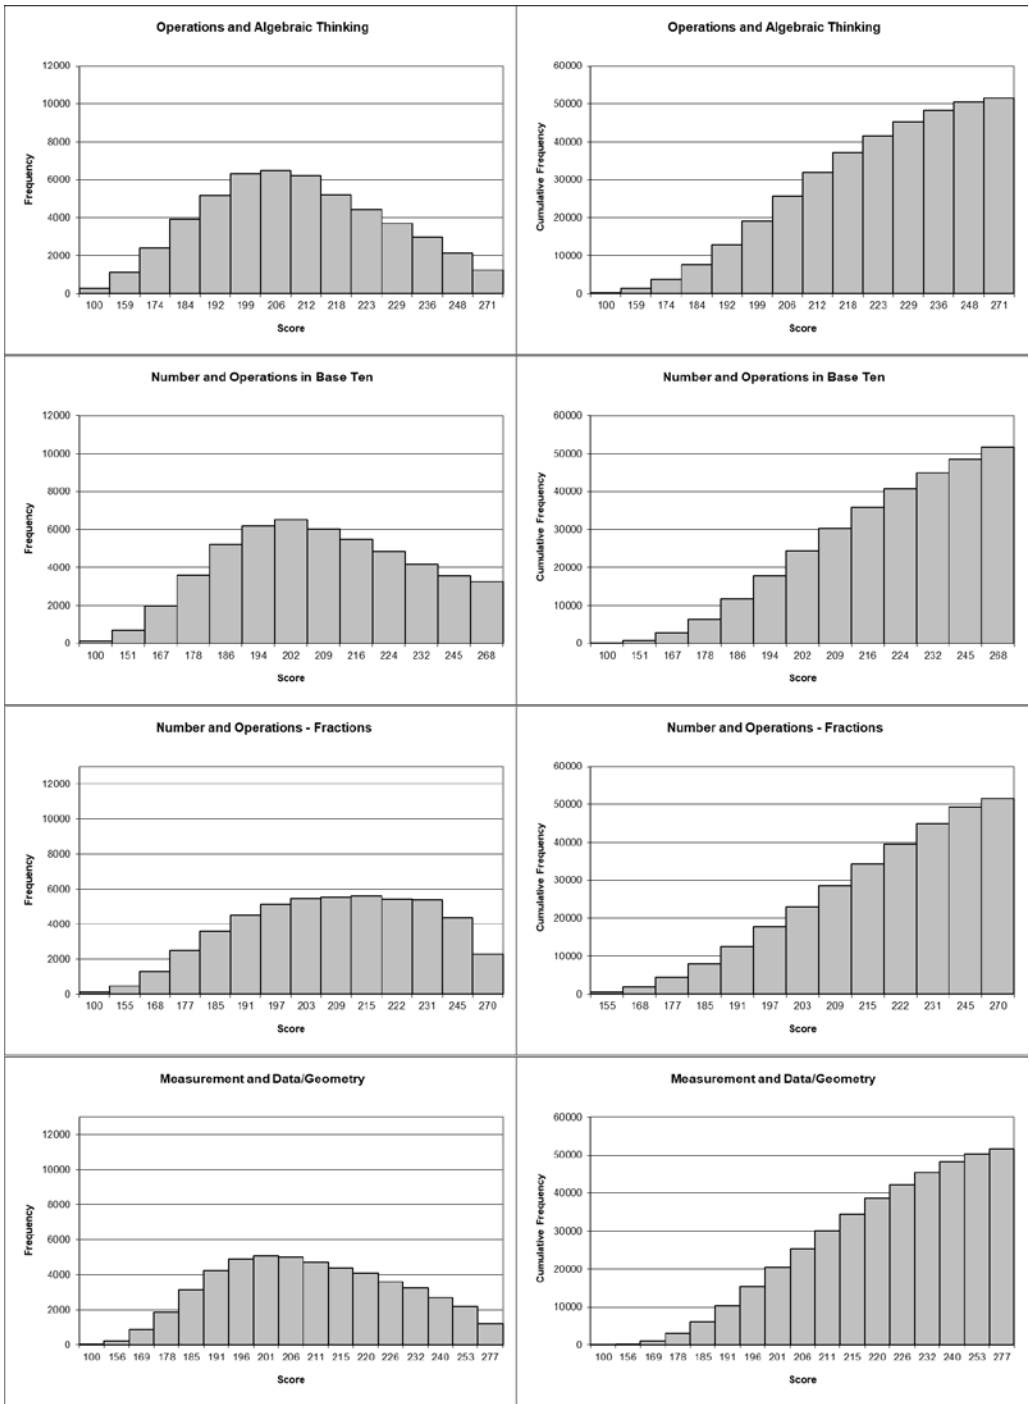 Operations and Algebraic Thinking
12000
10000
8000
6000
4000
2000
0
Frequency
100 159 174 184 192 199 206 212 218 223 229 236 248 271
Score
Operations and Algebraic Thinking
60000
50000
40000
30000
20000
10000
0
Cumulative Frequency
100 159 174 184 192 199 206 212 218 223 229 236 248 271
Score
Number and Operations in Base Ten
12000
10000
8000
6000
4000
2000
0
Frequency
100 151 167 178 186 194 202 209 216 224 232 245 268
Score
Number and Operations in Base Ten
60000
50000
40000
30000
20000
10000
0
Cumulative Frequency
100 151 167 178 186 194 202 209 216 224 232 245 268
Score
Number and Operations - Fractions
12000
10000
8000
6000
4000
2000
0
Frequency
100 155 168 177 185 191 197 203 209 215 222 231 245 270
Score
Number and Operations - Fractions
60000
50000
40000
30000
20000
10000
0
Cumulative Frequency
155 168 177 185 191 197 203 209 215 222 231 245 270
Score
Measurement and Data/Geometry
12000
10000
8000
6000
4000
2000
0
Frequency
100 156 169 178 185 191 196 201 206 211 215 220 226 232 240 253 277
Score
Measurement and Data/Geometry
60000
50000
40000
30000
20000
10000
0
Cumulative Frequency
100 156 169 178 185 191 196 201 206 211 215 220 226 232 240 253 277
Score